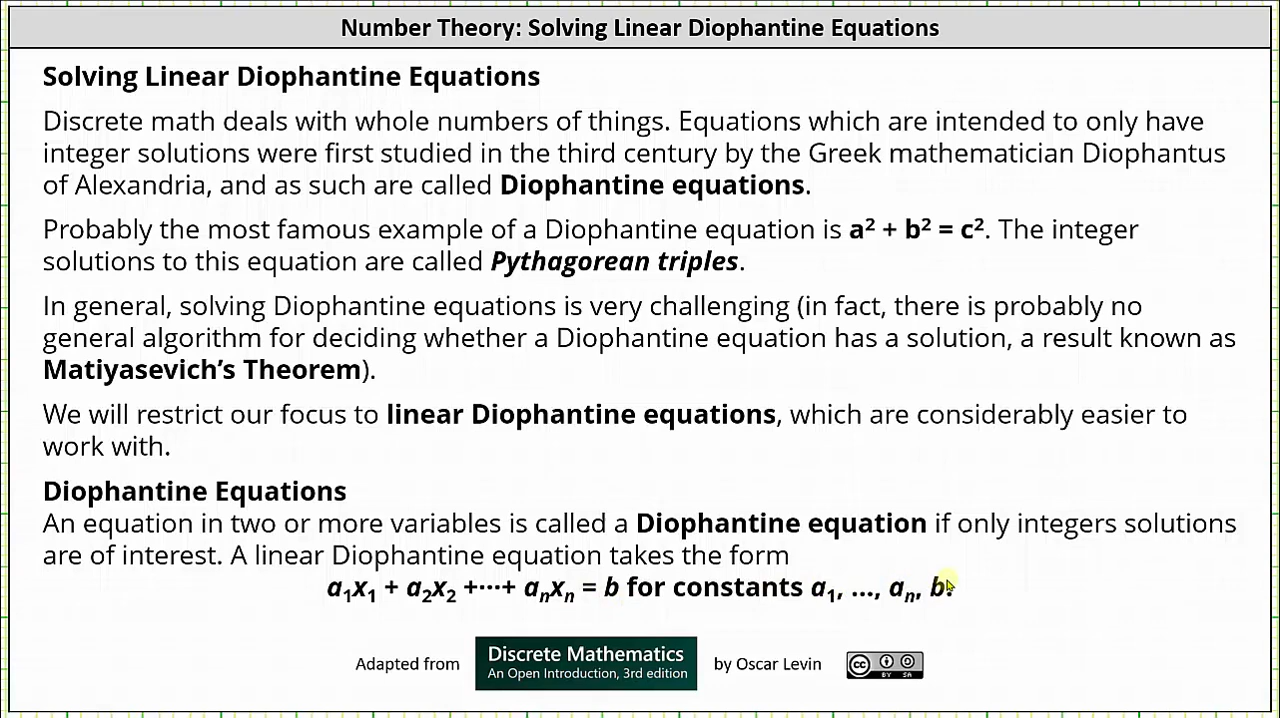 Number Theory: Solving Linear Diophantine Equations
Solving Linear Diophantine Equations
Discrete math deals with whole numbers of things. Equations which are intended to only have
integer solutions were first studied in the third century by the Greek mathematician Diophantus
of Alexandria, and as such are called Diophantine equations.
Probably the most famous example of a Diophantine equation is a² + b² = c². The integer
solutions to this equation are called Pythagorean triples.
In general, solving Diophantine equations is very challenging (in fact, there is probably no
general algorithm for deciding whether a Diophantine equation has a solution, a result known as
Matiyasevich’s Theorem).
We will restrict our focus to linear Diophantine equations, which are considerably easier to
work with.
Diophantine Equations
An equation in two or more variables is called a Diophantine equation if only integers solutions
are of interest. A linear Diophantine equation takes the form
a₁x₁ + a₂x₂ +···+ aₙxₙ = b for constants a₁, ..., aₙ, b.
Adapted from Discrete Mathematics by Oscar Levin
An Open Introduction, 3rd edition
cc BY SA